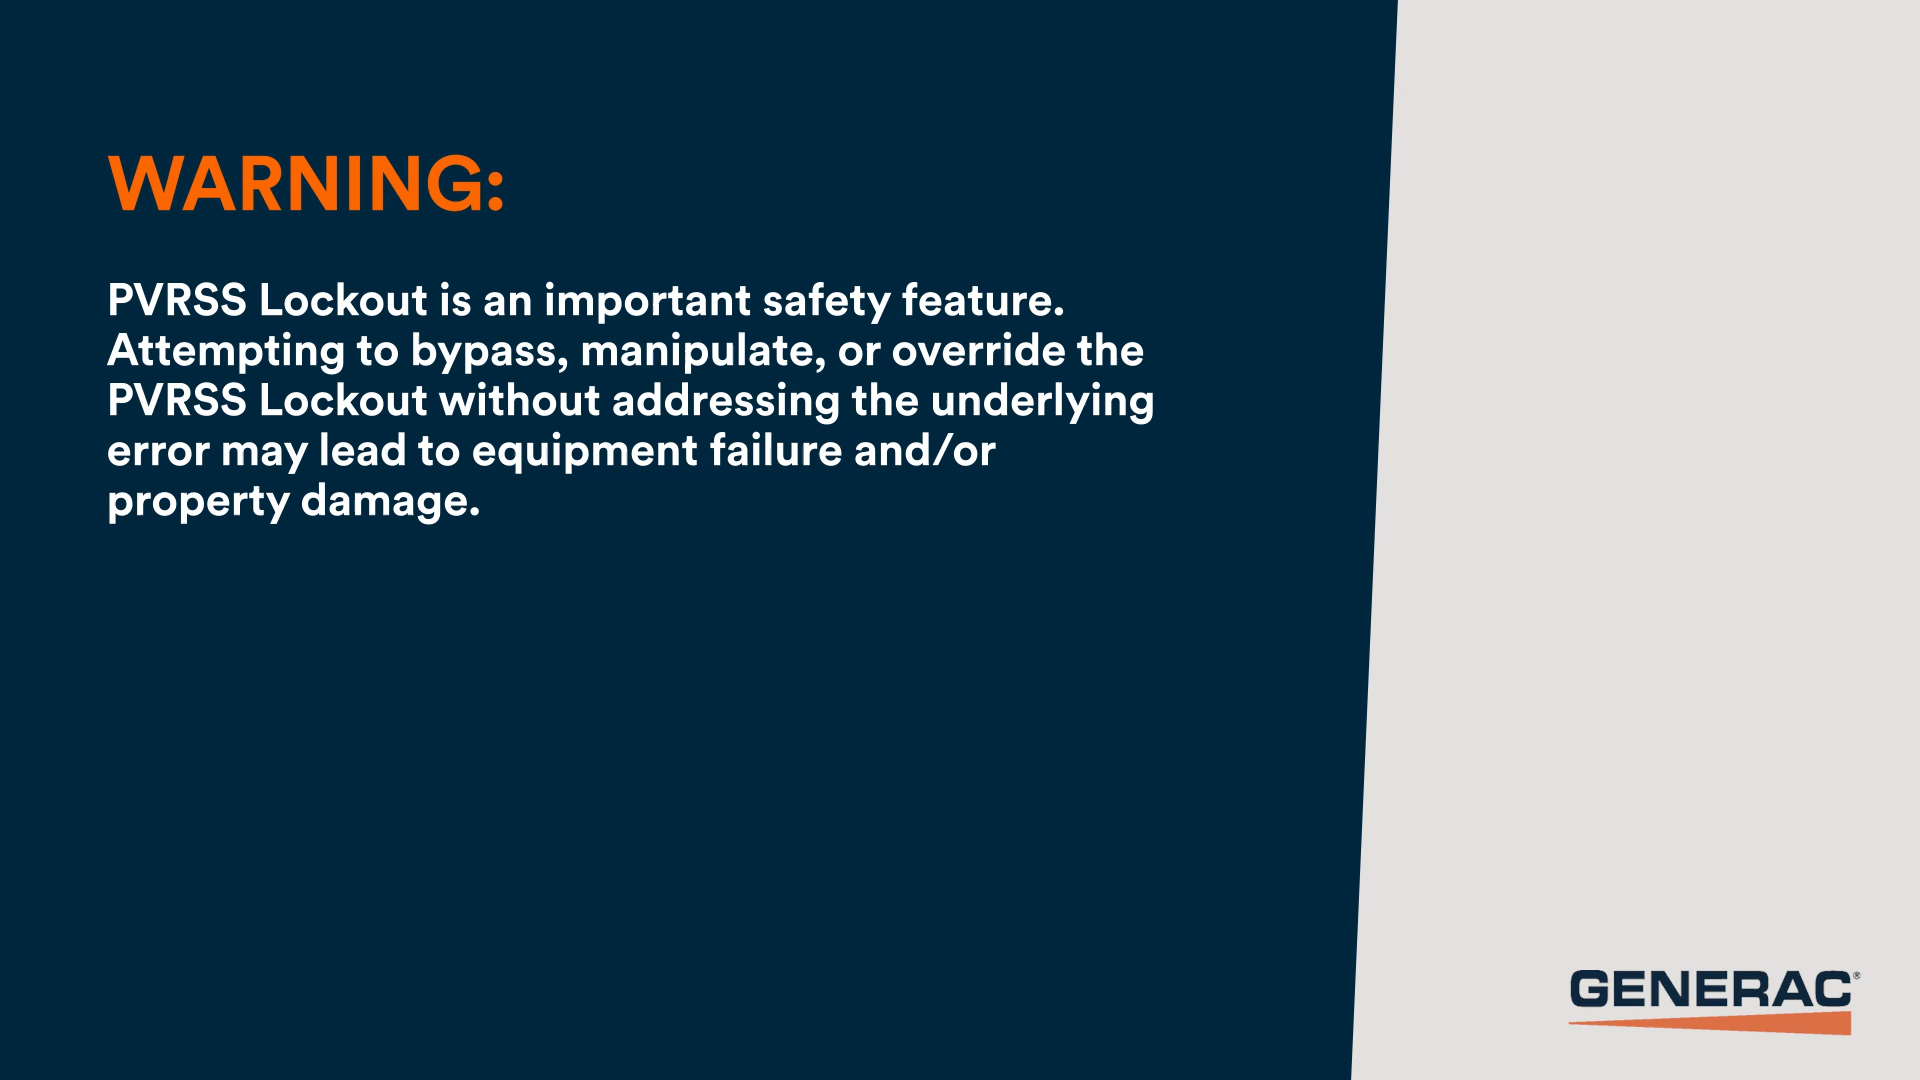 WARNING:
PVRSS Lockout is an important safety feature.
Attempting to bypass, manipulate, or override the
PVRSS Lockout without addressing the underlying
error may lead to equipment failure and/or
property damage.
GENERAC®